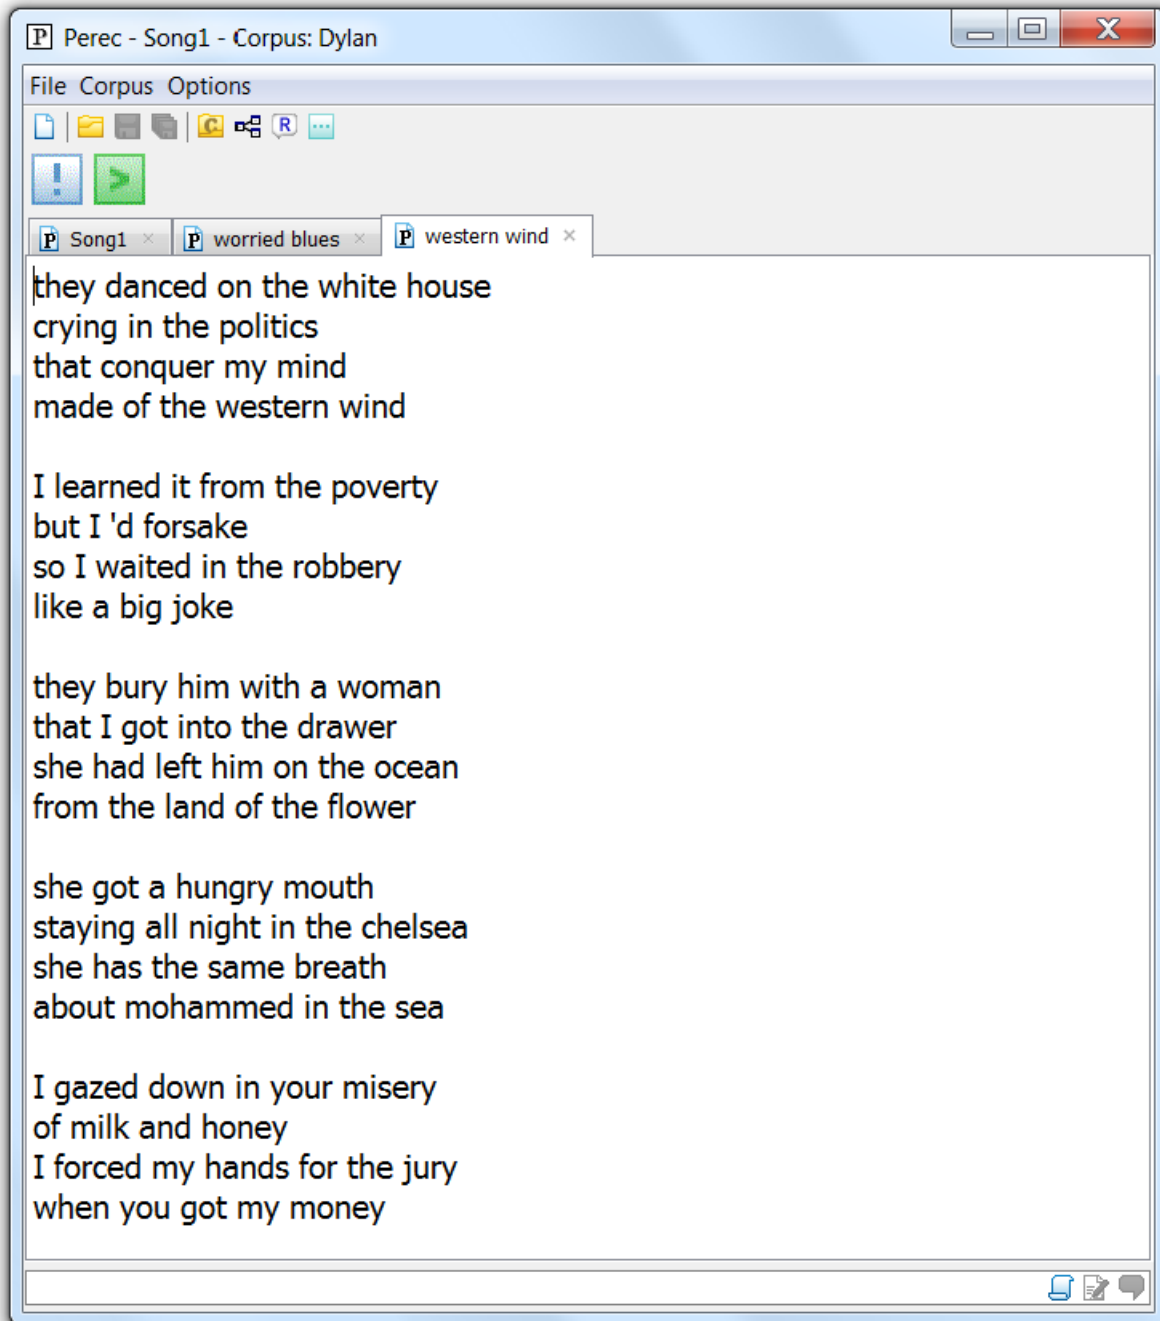 P Perec - Song1 - Corpus: Dylan
File Corpus Options
C R
! >
P Song1 × P worried blues × P western wind ×
they danced on the white house
crying in the politics
that conquer my mind
made of the western wind
I learned it from the poverty
but I 'd forsake
so I waited in the robbery
like a big joke
they bury him with a woman
that I got into the drawer
she had left him on the ocean
from the land of the flower
she got a hungry mouth
staying all night in the chelsea
she has the same breath
about mohammed in the sea
I gazed down in your misery
of milk and honey
I forced my hands for the jury
when you got my money